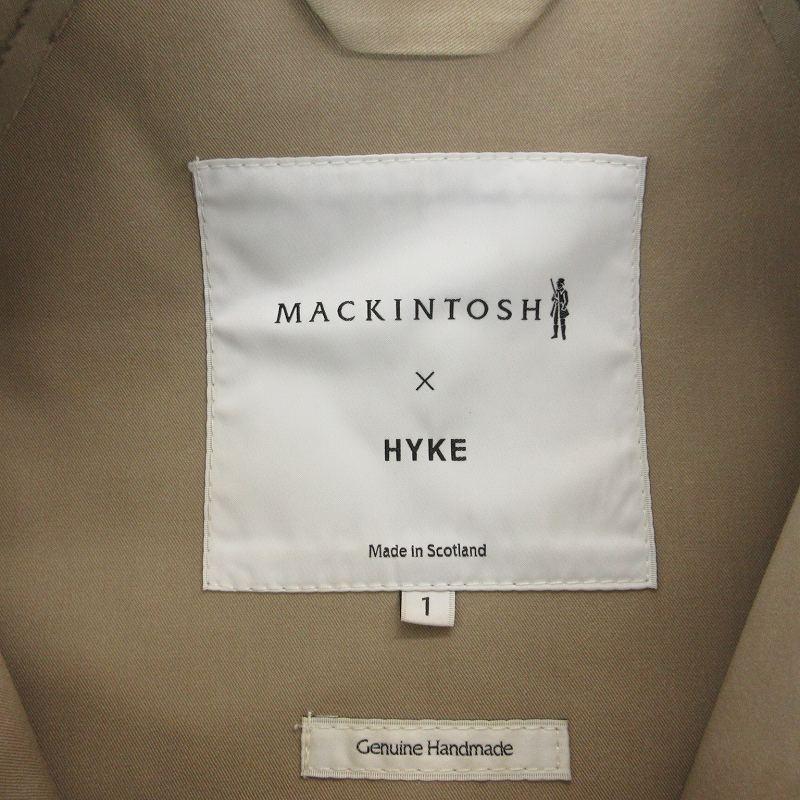 MACKINTOSH
×
HYKE
Made in Scotland
1
Genuine Handmade